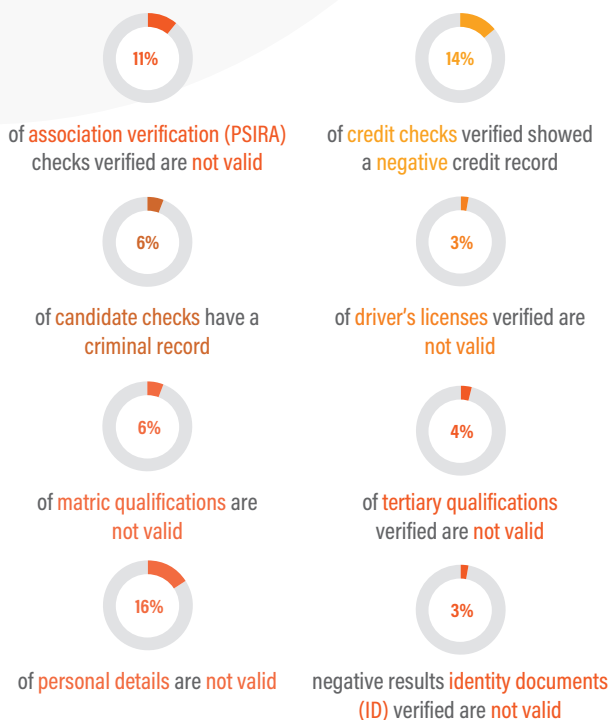 11%
of association verification (PSIRA)
checks verified are not valid
14%
of credit checks verified showed
a negative credit record
6%
of candidate checks have a
criminal record
3%
of driver's licenses verified are
not valid
6%
of matric qualifications are
not valid
4%
of tertiary qualifications
verified are not valid
16%
of personal details are not valid
3%
negative results identity documents
(ID) verified are not valid